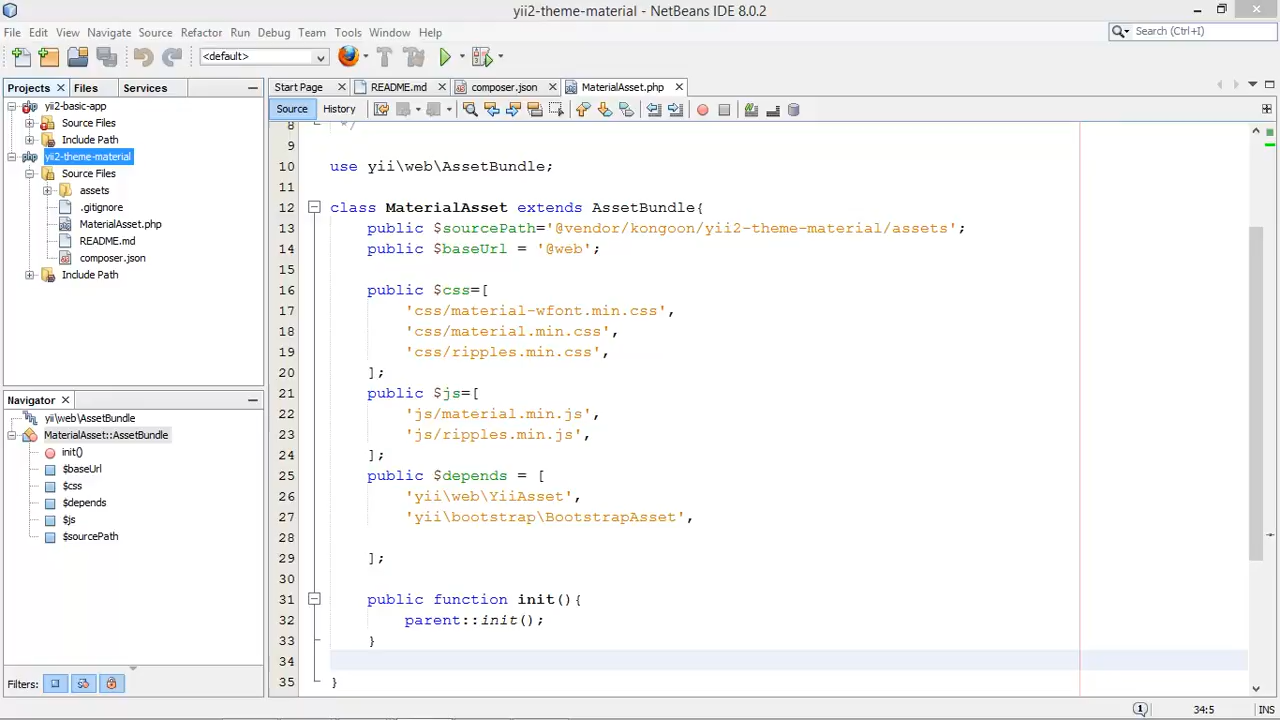 yii2-theme-material - NetBeans IDE 8.0.2
File Edit View Navigate Source Refactor Run Debug Team Tools Window Help
Search (Ctrl+I)
<default>
Projects Files Services
Start Page README.md composer.json MaterialAsset.php
Source History
yii2-basic-app
Source Files
Include Path
yii2-theme-material
Source Files
assets
.gitignore
MaterialAsset.php
README.md
composer.json
Include Path
Navigator
yii\web\AssetBundle
MaterialAsset::AssetBundle
init()
$baseUrl
$css
$depends
$js
$sourcePath
Filters:
8 */
9
10 use yii\web\AssetBundle;
11
12 class MaterialAsset extends AssetBundle{
13 public $sourcePath='@vendor/kongoon/yii2-theme-material/assets';
14 public $baseUrl = '@web';
15
16 public $css=[
17 'css/material-wfont.min.css',
18 'css/material.min.css',
19 'css/ripples.min.css',
20 ];
21 public $js=[
22 'js/material.min.js',
23 'js/ripples.min.js',
24 ];
25 public $depends = [
26 'yii\web\YiiAsset',
27 'yii\bootstrap\BootstrapAsset',
28
29 ];
30
31 public function init(){
32 parent::init();
33 }
34
35 }
34:5 INS